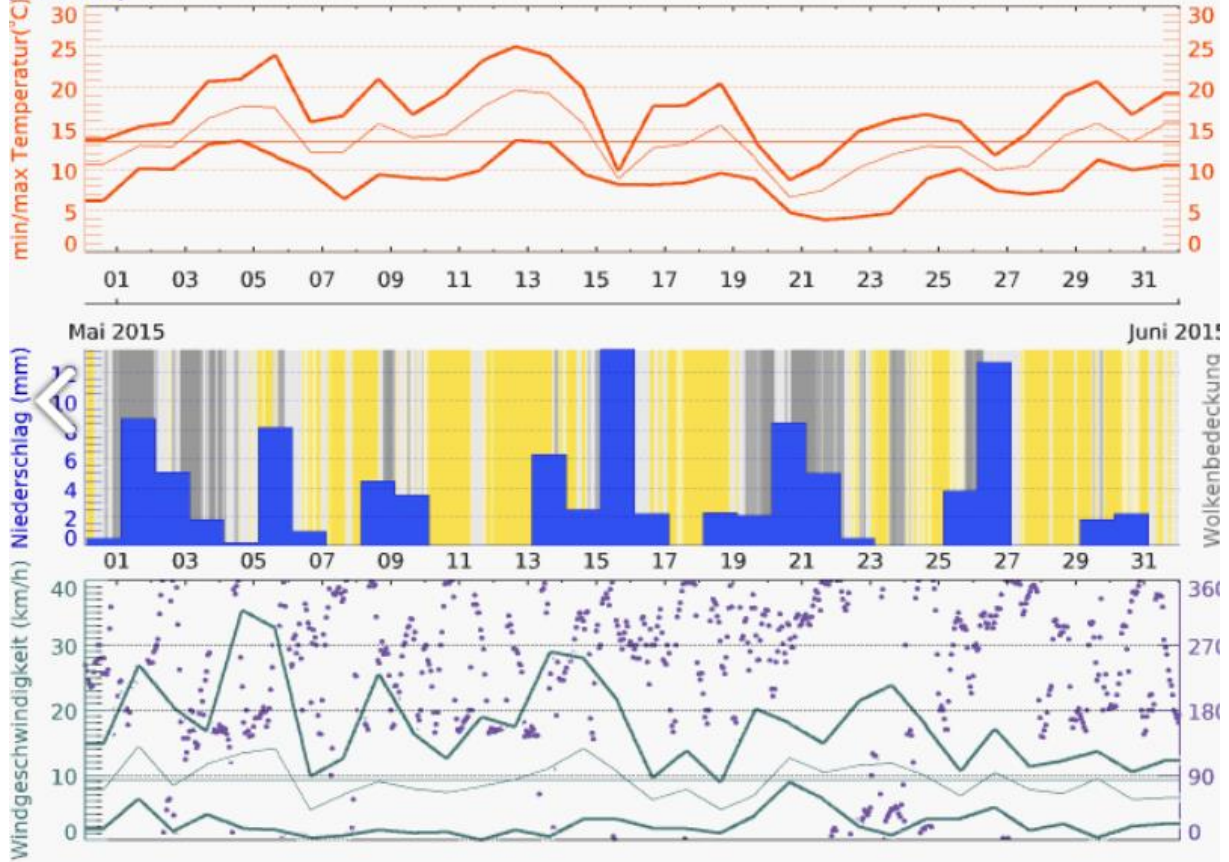 min/max Temperatur(°C)
30 30
25 25
20 20
15 15
10 10
5 5
0 0
01 03 05 07 09 11 13 15 17 19 21 23 25 27 29 31
Mai 2015 Juni 2015
Niederschlag (mm)
Wolkenbedeckung
12
10
8
6
4
2
0
01 03 05 07 09 11 13 15 17 19 21 23 25 27 29 31
Windgeschwindigkeit (km/h)
40 360
30 270
20 180
10 90
0 0